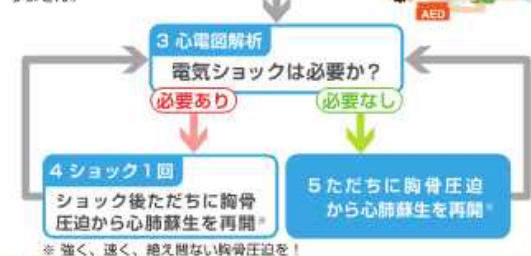 AED
3 心電図解析
電気ショックは必要か？
必要あり
必要なし
4 ショック1回
ショック後ただちに胸骨
圧迫から心肺蘇生を再開※
5 ただちに胸骨圧迫
から心肺蘇生を再開※
※ 強く、速く、絶え間ない胸骨圧迫を！